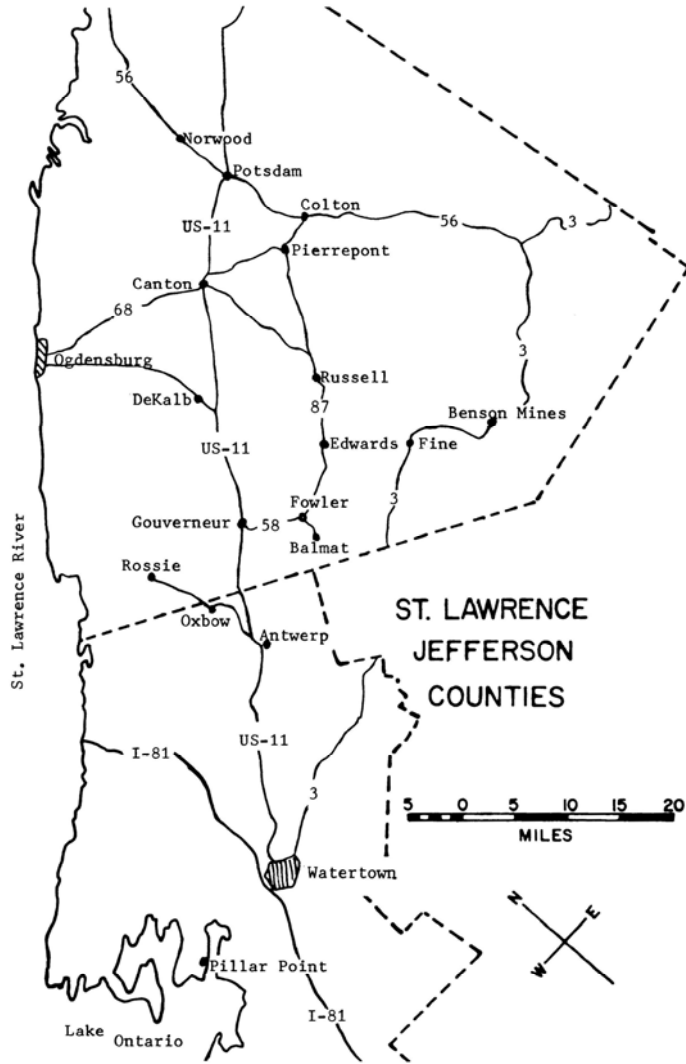 56
Norwood
Potsdam
Colton
US-11
56
3
Pierrepont
Canton
68
3
Ogdensburg
Russell
DeKalb
87
Benson Mines
US-11
Edwards
Fine
3
Fowler
Gouverneur
58
Balmat
Rossie
Oxbow
ST. LAWRENCE
JEFFERSON
COUNTIES
Antwerp
St. Lawrence River
US-11
I-81
3
5 0 5 10 15 20
MILES
Watertown
N
E
W
Pillar Point
I-81
Lake
Ontario